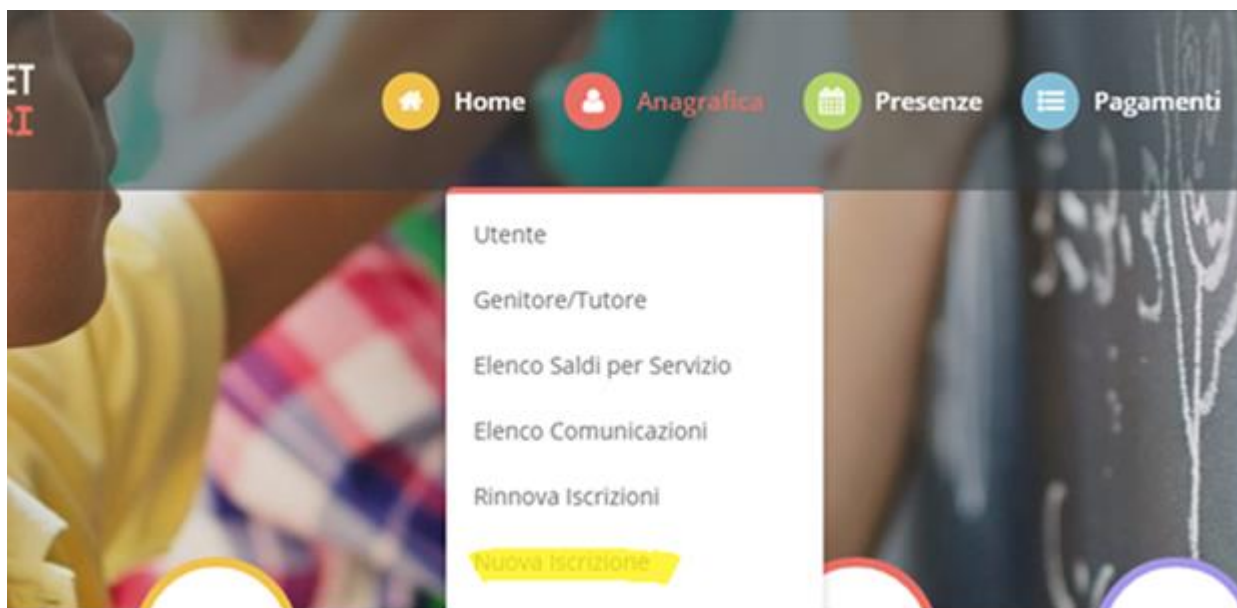 Home
Anagrafica
Presenze
Pagamenti
Utente
Genitore/Tutore
Elenco Saldi per Servizio
Elenco Comunicazioni
Rinnova Iscrizioni
Nuova Iscrizione